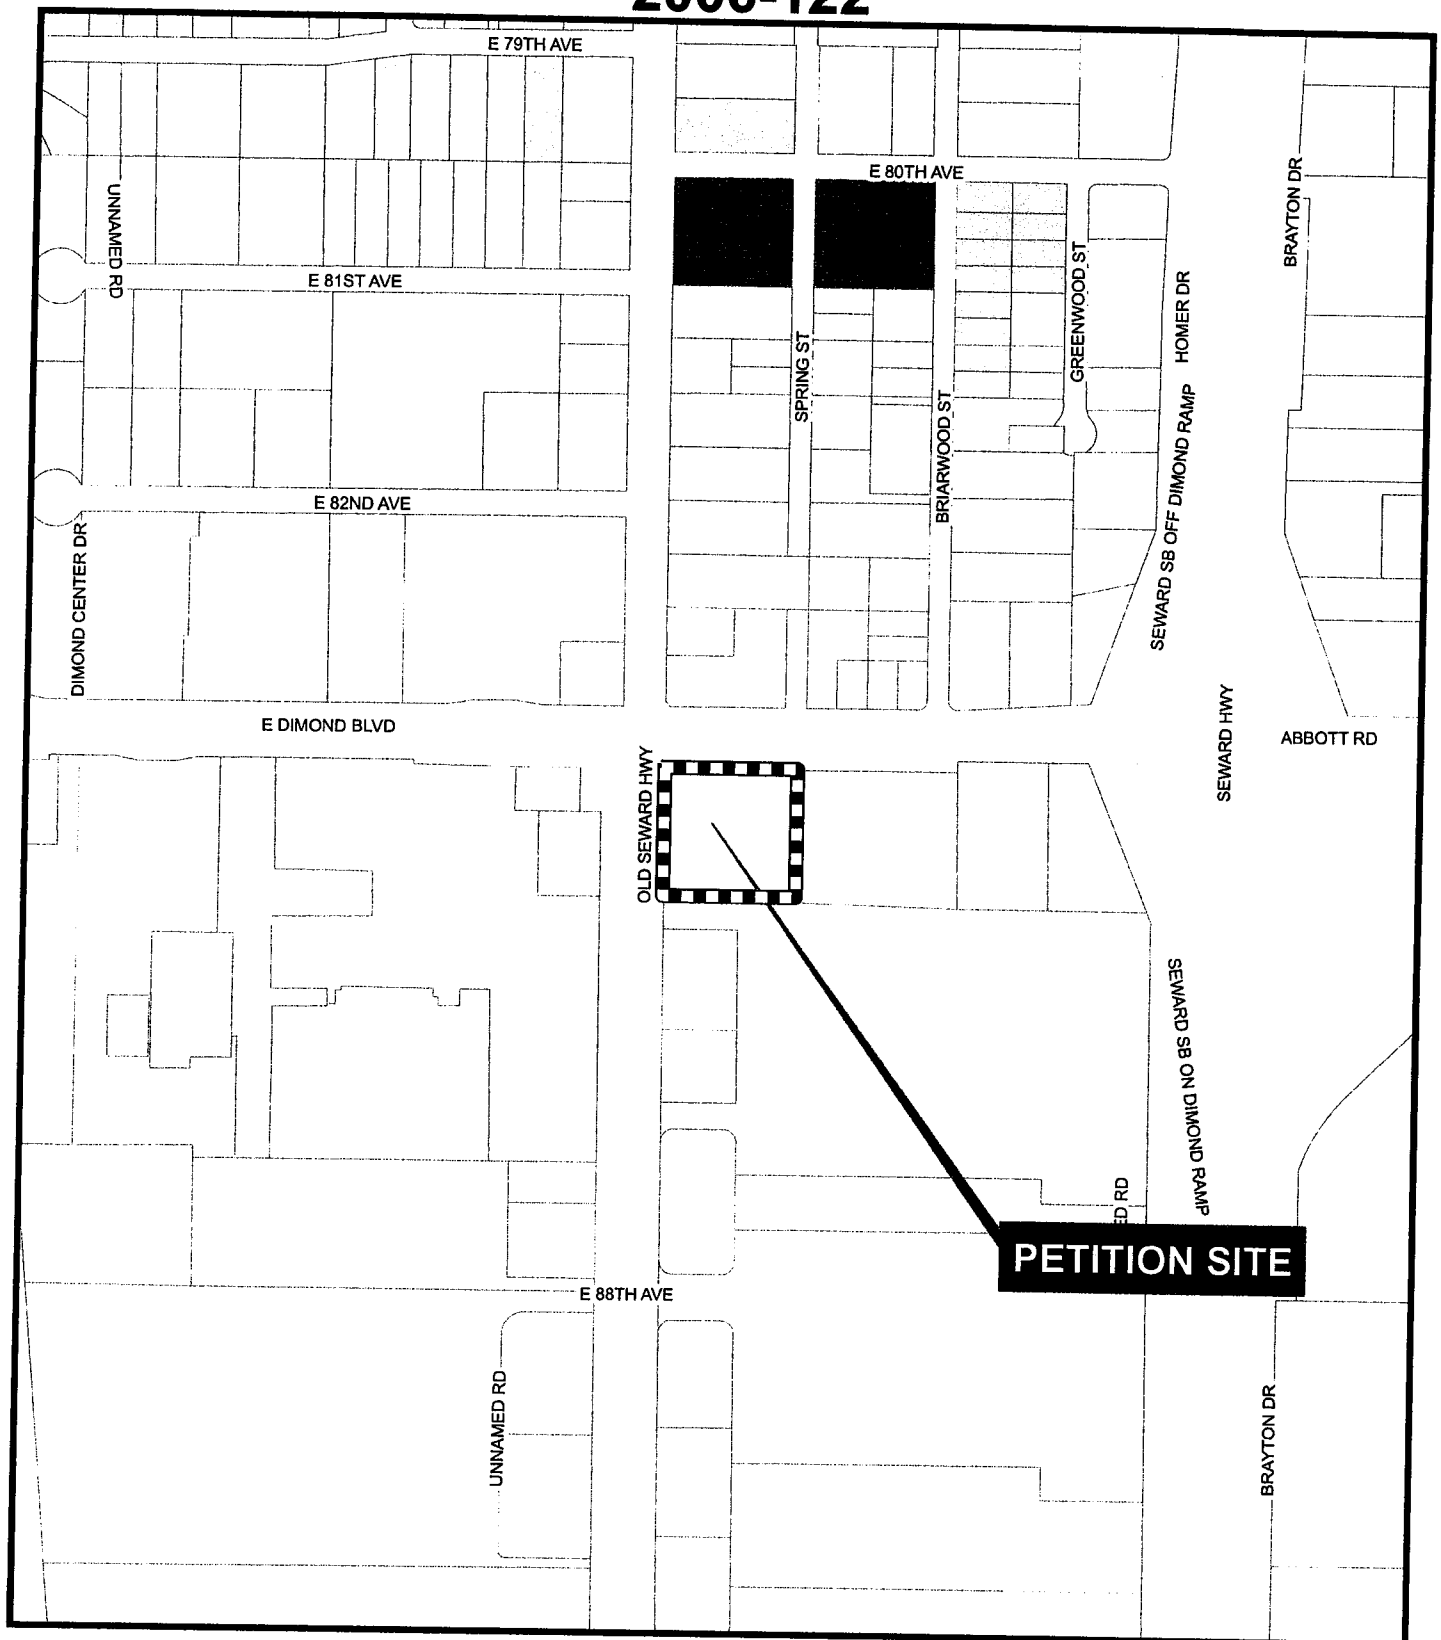 E 79TH AVE
E 80TH AVE
UNNAMED RD
BRAYTON DR
E 81ST AVE
GREENWOOD ST
HOMER DR
SPRING ST
BRIARWOOD ST
SEWARD SB OFF DIMOND RAMP
E 82ND AVE
DIMOND CENTER DR
E DIMOND BLVD
SEWARD HWY
ABBOTT RD
OLD SEWARD HWY
SEWARD SB ON DIMOND RAMP
ED RD
PETITION SITE
E 88TH AVE
UNNAMED RD
BRAYTON DR